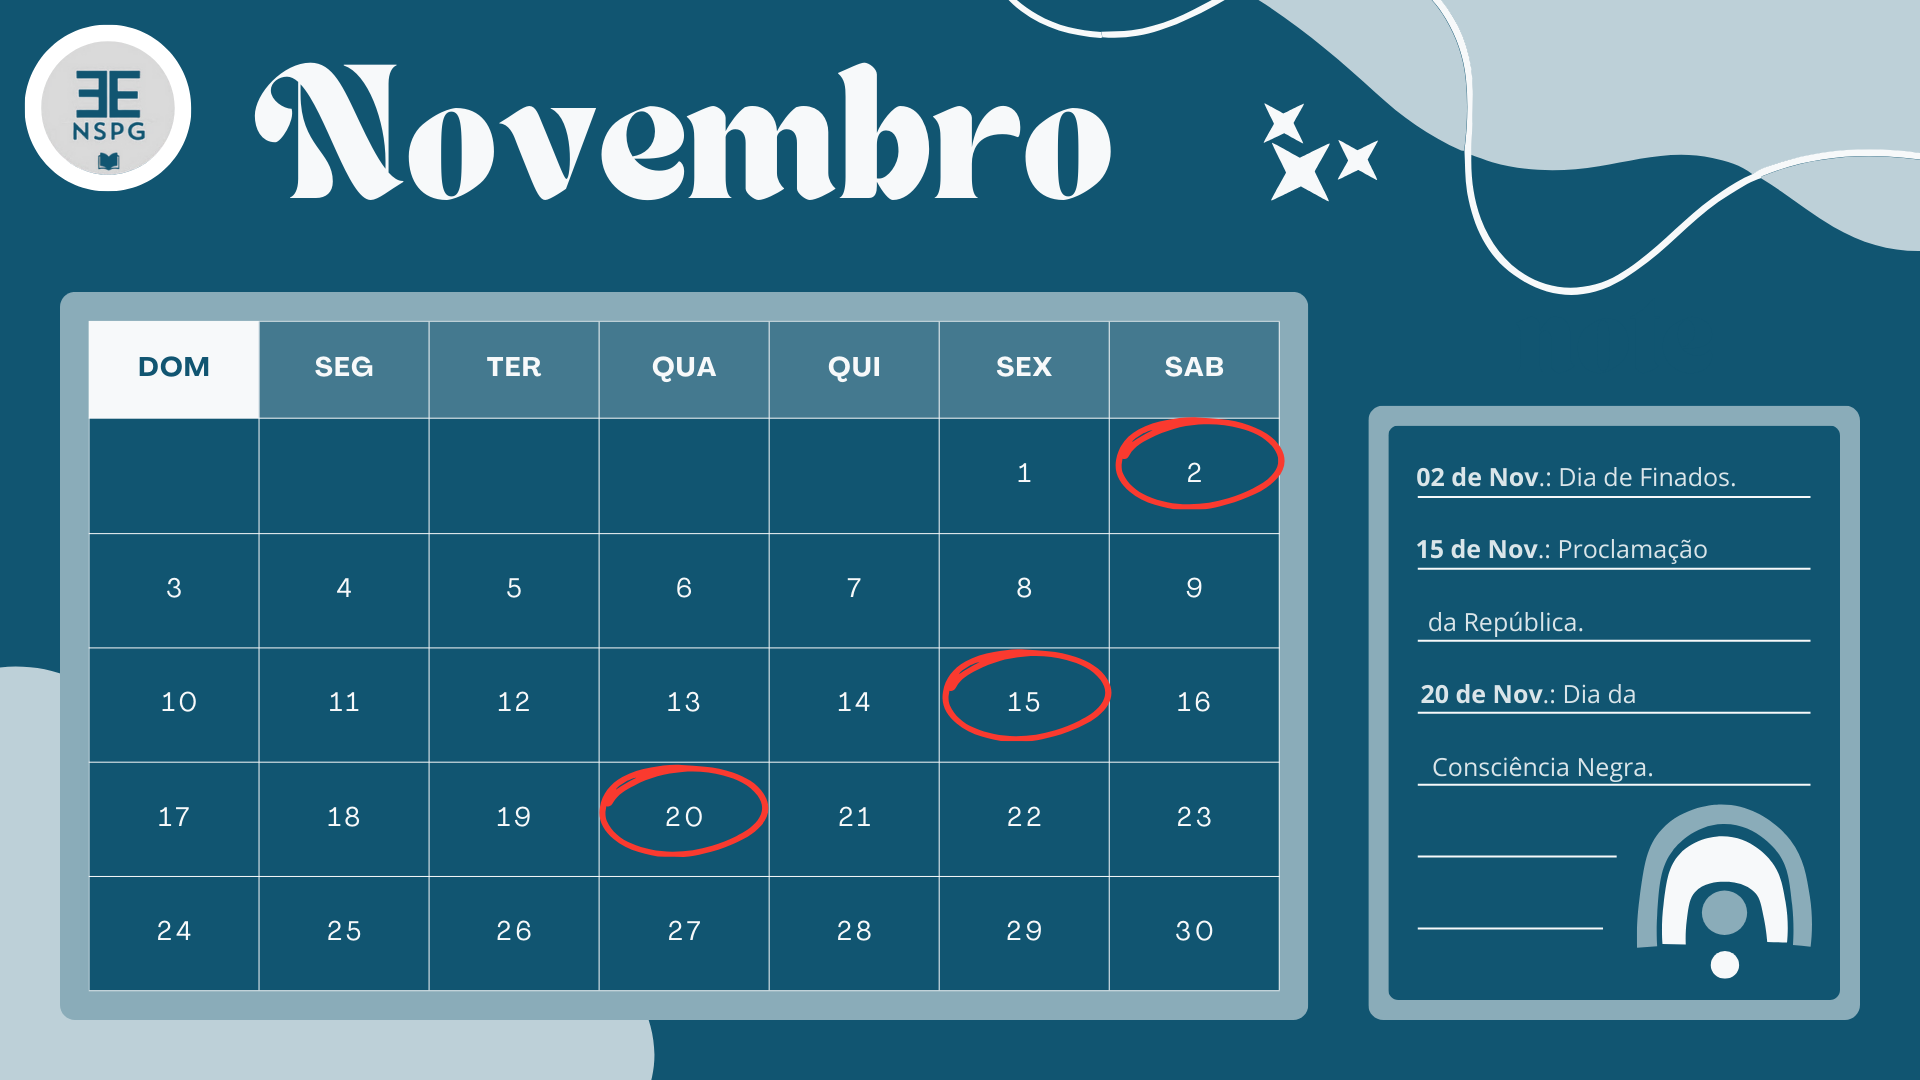 ƎE
NSPG
Novembro
DOM SEG TER QUA QUI SEX SAB
1 2
3 4 5 6 7 8 9
10 11 12 13 14 15 16
17 18 19 20 21 22 23
24 25 26 27 28 29 30
02 de Nov.: Dia de Finados.
15 de Nov.: Proclamação
da República.
20 de Nov.: Dia da
Consciência Negra.